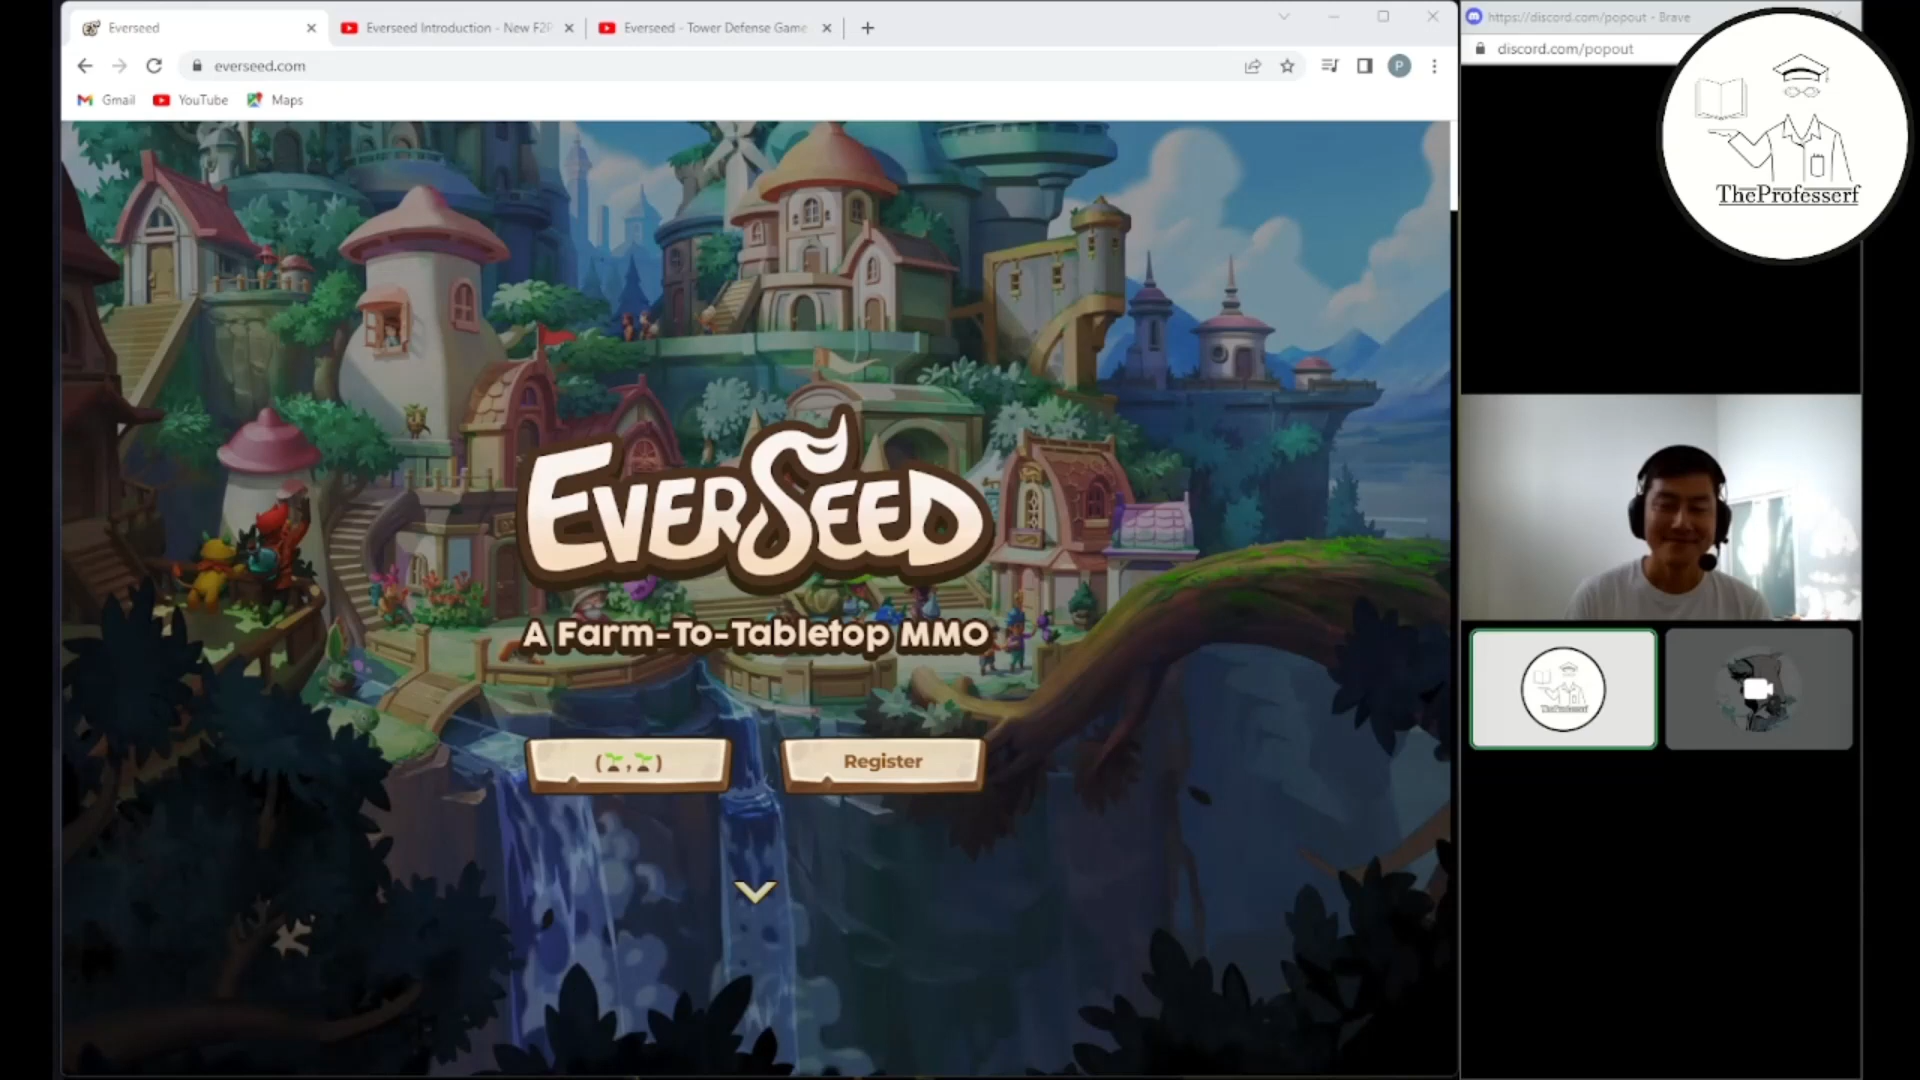 Everseed
Everseed Introduction - New F2P
Everseed - Tower Defense Game
everseed.com
P
Gmail
YouTube
Maps
EVERSEED
A Farm-To-Tabletop MMO
( , )
Register
https://discord.com/popout - Brave
discord.com/popout
TheProfesserf
TheProfesserf